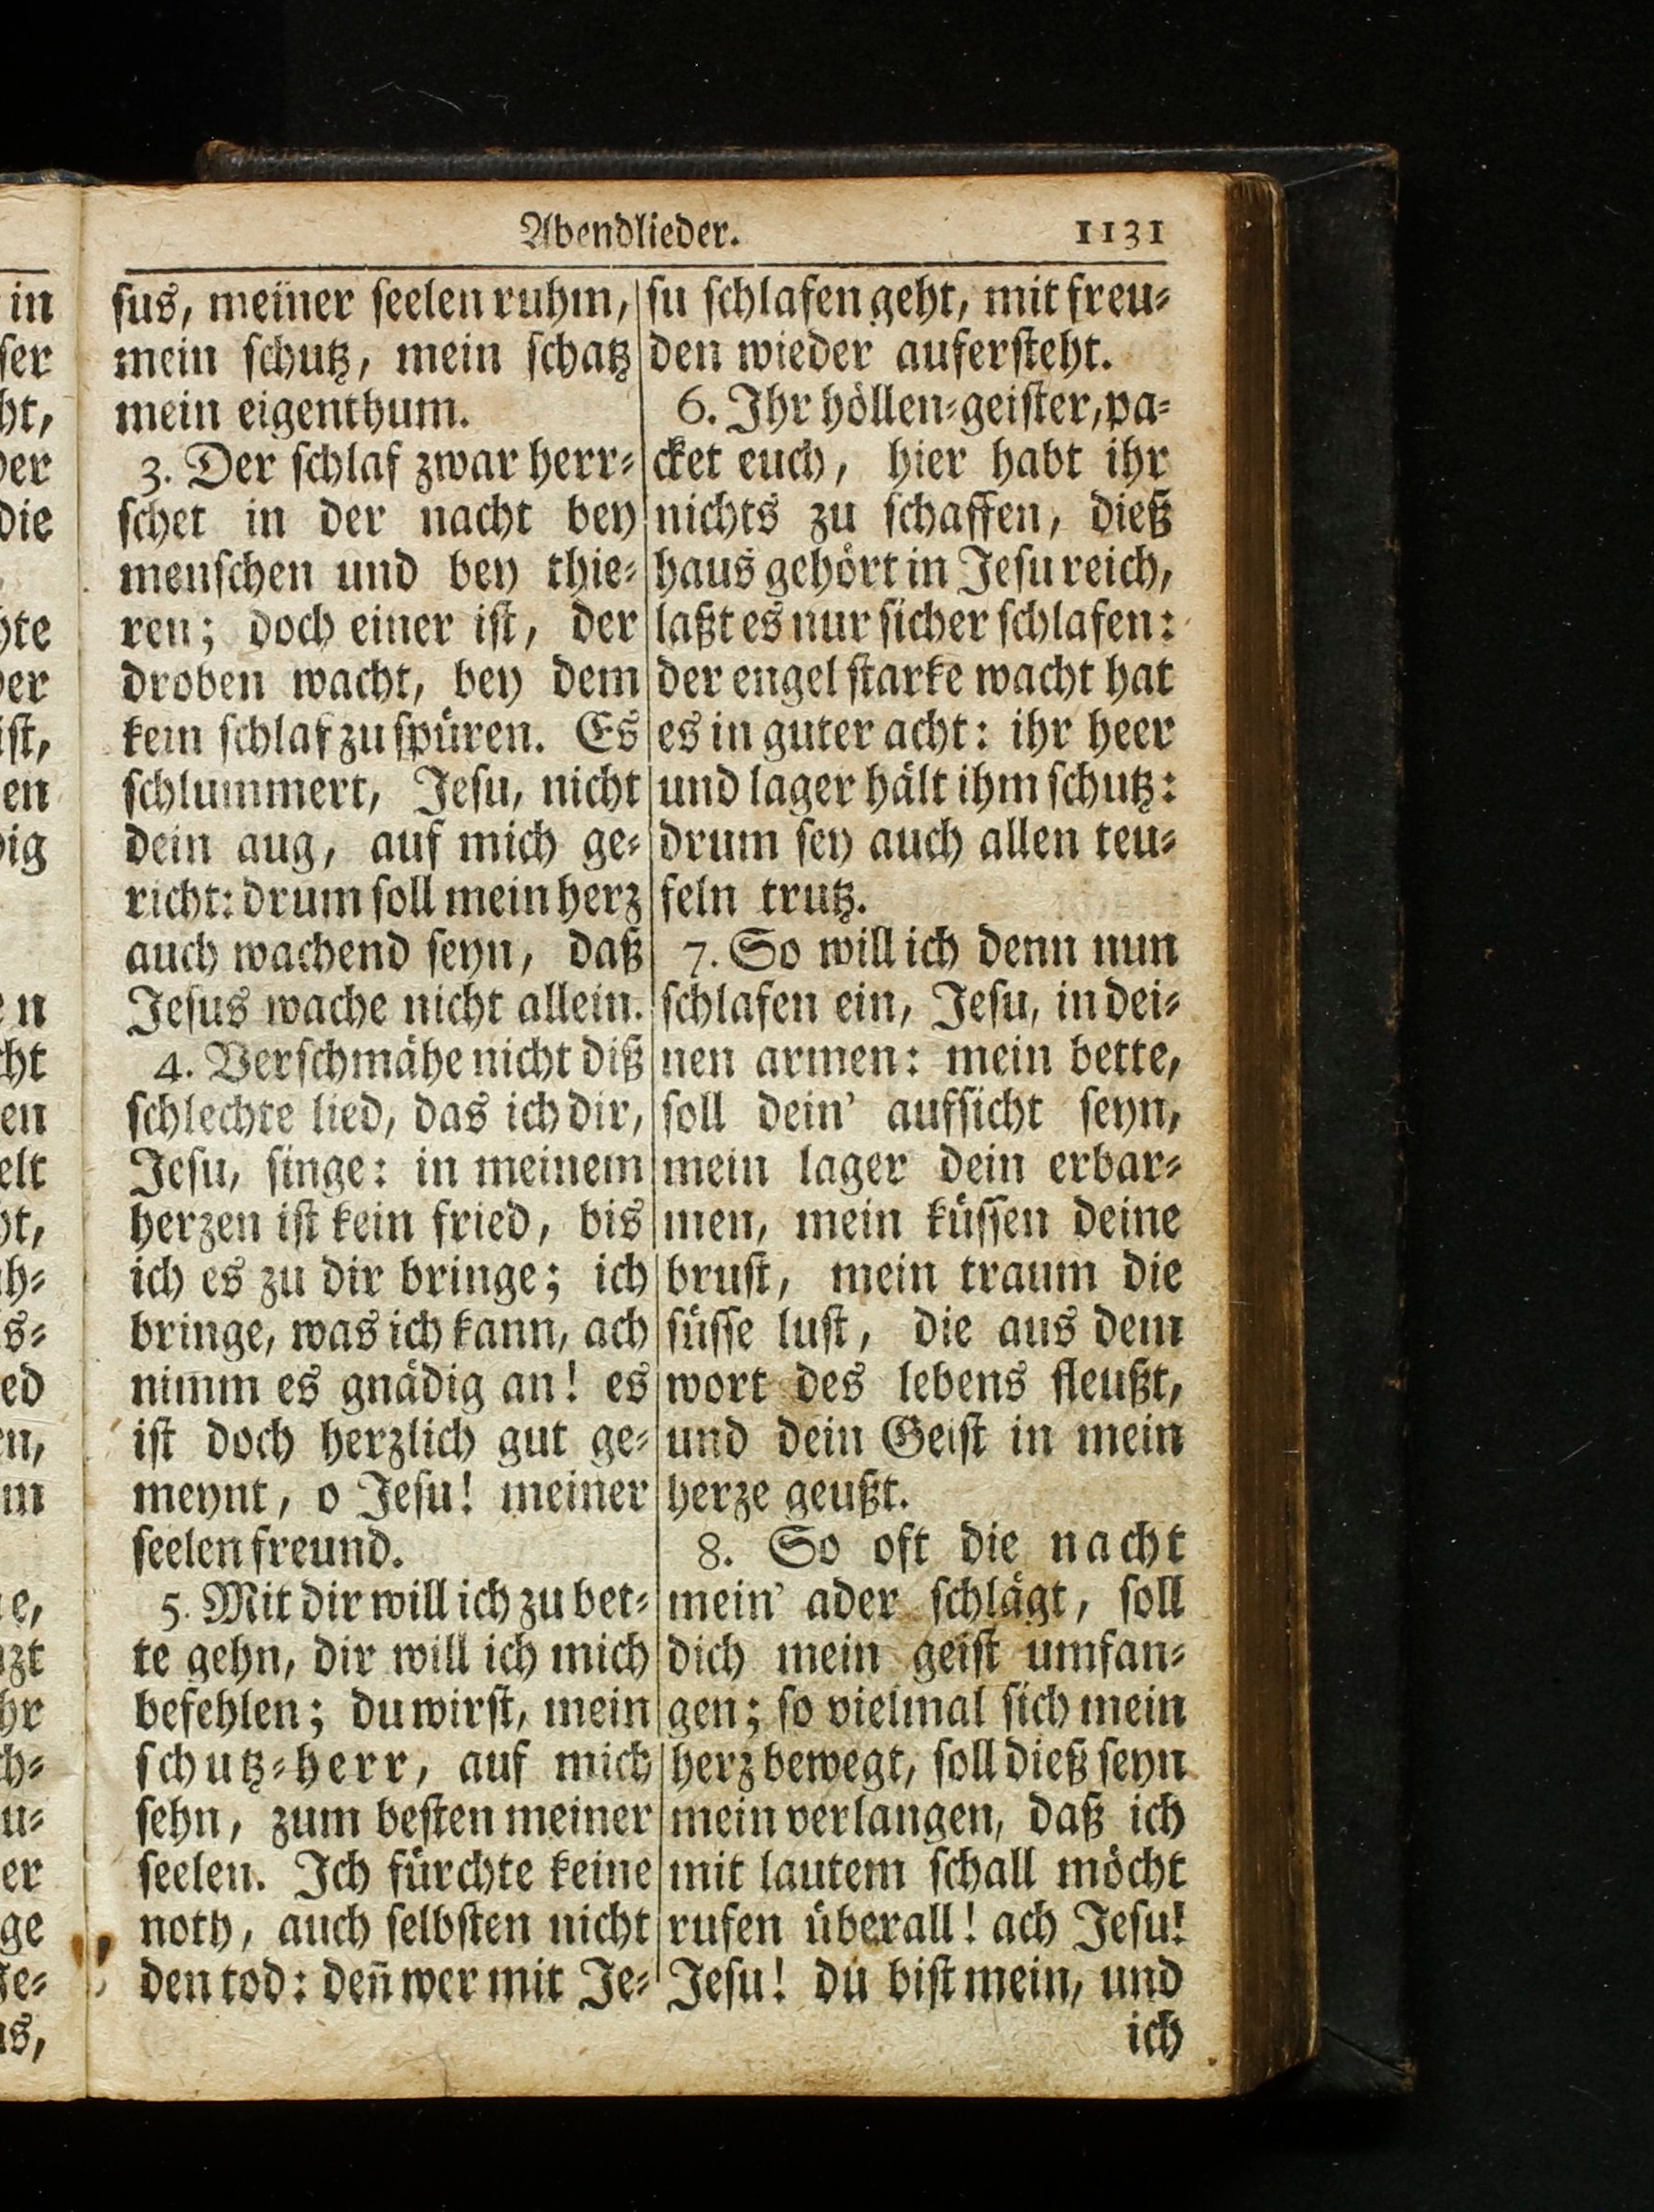 Abendlieder. 1131
ſus, meiner ſeelen ruhm,
mein ſchutz, mein ſchatz
mein eigenthum.
3. Der ſchlaf zwar herr⸗
ſchet in der nacht bey
menſchen und bey thie⸗
ren; doch einer iſt, der
droben wacht, bey dem
kein ſchlaf zu ſpüren. Es
ſchlummert, Jeſu, nicht
dein aug, auf mich ge⸗
richt: drum ſoll mein herz
auch wachend ſeyn, daß
Jeſus wache nicht allein.
4. Verſchmähe nicht diß
ſchlechte lied, das ich dir,
Jeſu, ſinge: in meinem
herzen iſt kein fried, bis
ich es zu dir bringe; ich
bringe, was ich kann, ach
nimm es gnädig an! es
iſt doch herzlich gut ge⸗
meynt, o Jeſu! meiner
ſeelen freund.
5. Mit dir will ich zu bet⸗
te gehn, dir will ich mich
befehlen; du wirſt, mein
ſchutz⸗herr, auf mich
ſehn, zum beſten meiner
ſeelen. Ich fürchte keine
noth, auch ſelbſten nicht
den tod: den̄ wer mit Je⸗
ſu ſchlafen geht, mit freu⸗
den wieder auferſteht.
6. Ihr höllen⸗geiſter, pa⸗
cket euch, hier habt ihr
nichts zu ſchaffen, dieß
haus gehört in Jeſu reich,
laßt es nur ſicher ſchlafen:
der engel ſtarke wacht hat
es in guter acht: ihr heer
und lager hält ihm ſchutz:
drum ſey auch allen teu⸗
feln trutz.
7. So will ich denn nun
ſchlafen ein, Jeſu, in dei⸗
nen armen: mein bette,
ſoll dein' aufſicht ſeyn,
mein lager dein erbar⸗
men, mein küſſen deine
bruſt, mein traum die
ſüſſe luſt, die aus dem
wort des lebens fleußt,
und dein Geiſt in mein
herze geußt.
8. So oft die nacht
mein' ader ſchlägt, ſoll
dich mein geiſt umfan⸗
gen; ſo vielmal ſich mein
herz bewegt, ſoll dieß ſeyn
mein verlangen, daß ich
mit lautem ſchall möcht
rufen überall! ach Jeſu!
Jeſu! du biſt mein, und
ich